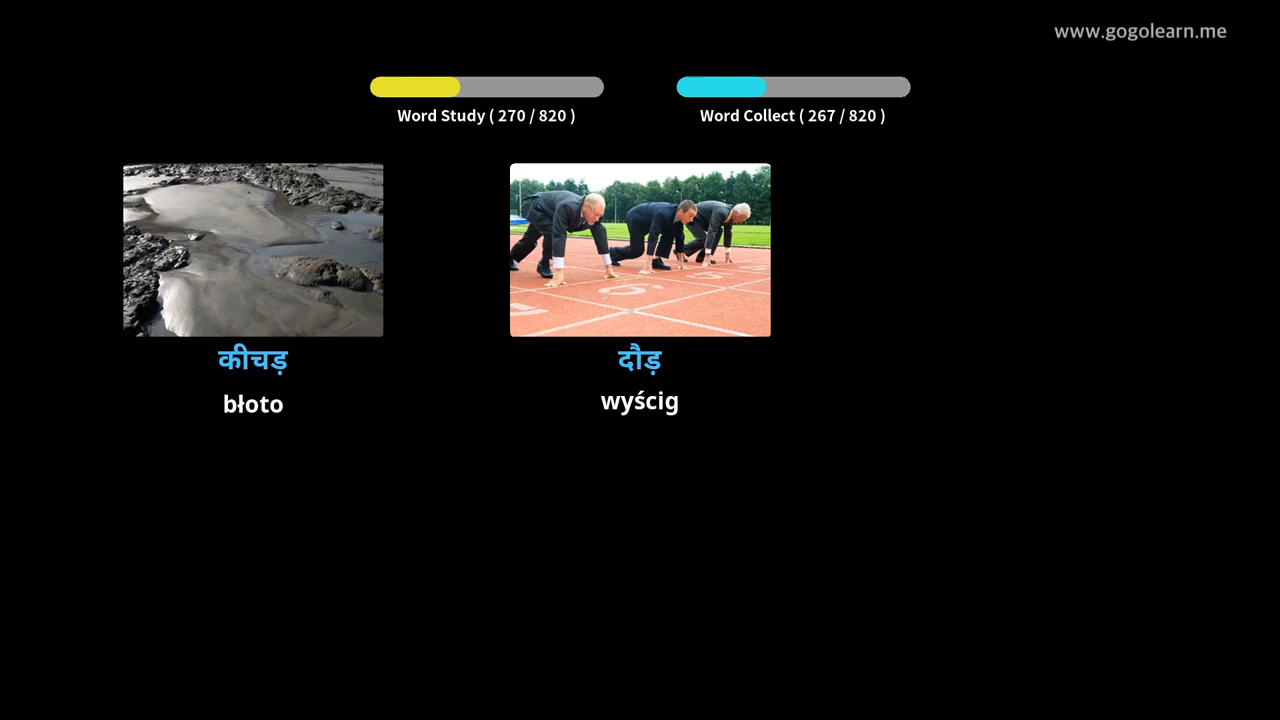 www.gogolearn.me
Word Study ( 270 / 820 )
Word Collect ( 267 / 820 )
कीचड़
दौड़
błoto
wyścig